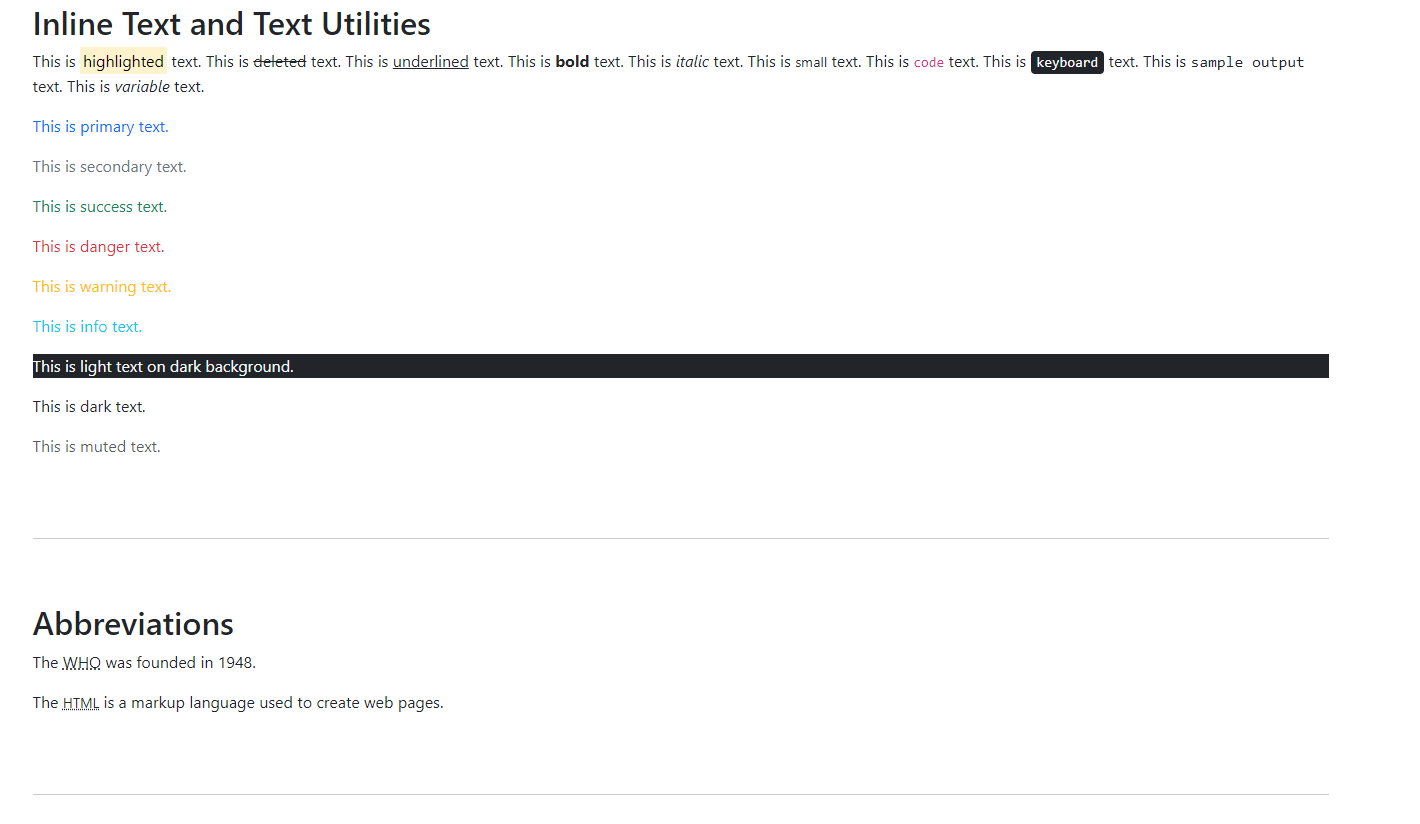 Inline Text and Text Utilities
This is highlighted text. This is deleted text. This is underlined text. This is bold text. This is italic text. This is small text. This is code text. This is keyboard text. This is sample output
text. This is variable text.
This is primary text.
This is secondary text.
This is success text.
This is danger text.
This is warning text.
This is info text.
This is light text on dark background.
This is dark text.
This is muted text.
Abbreviations
The WHO was founded in 1948.
The HTML is a markup language used to create web pages.